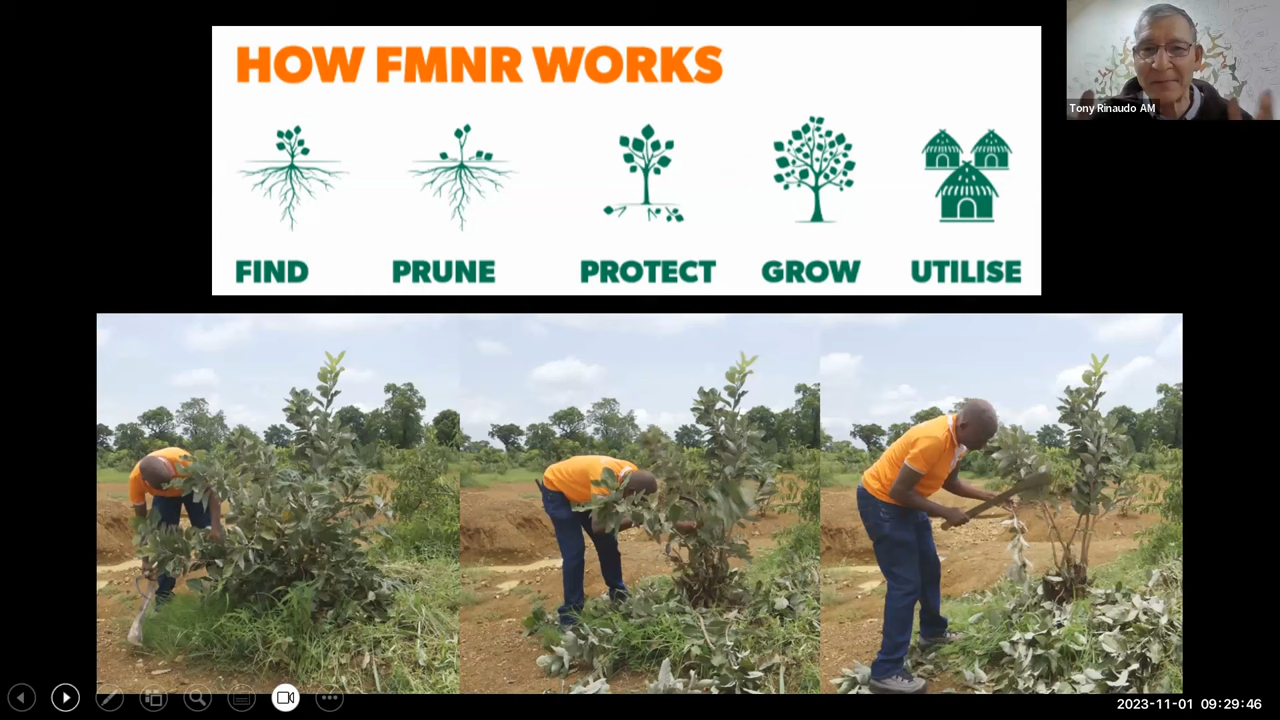 HOW FMNR WORKS
FIND PRUNE PROTECT GROW UTILISE
Tony Rinaudo AM
2023-11-01 09:29:46